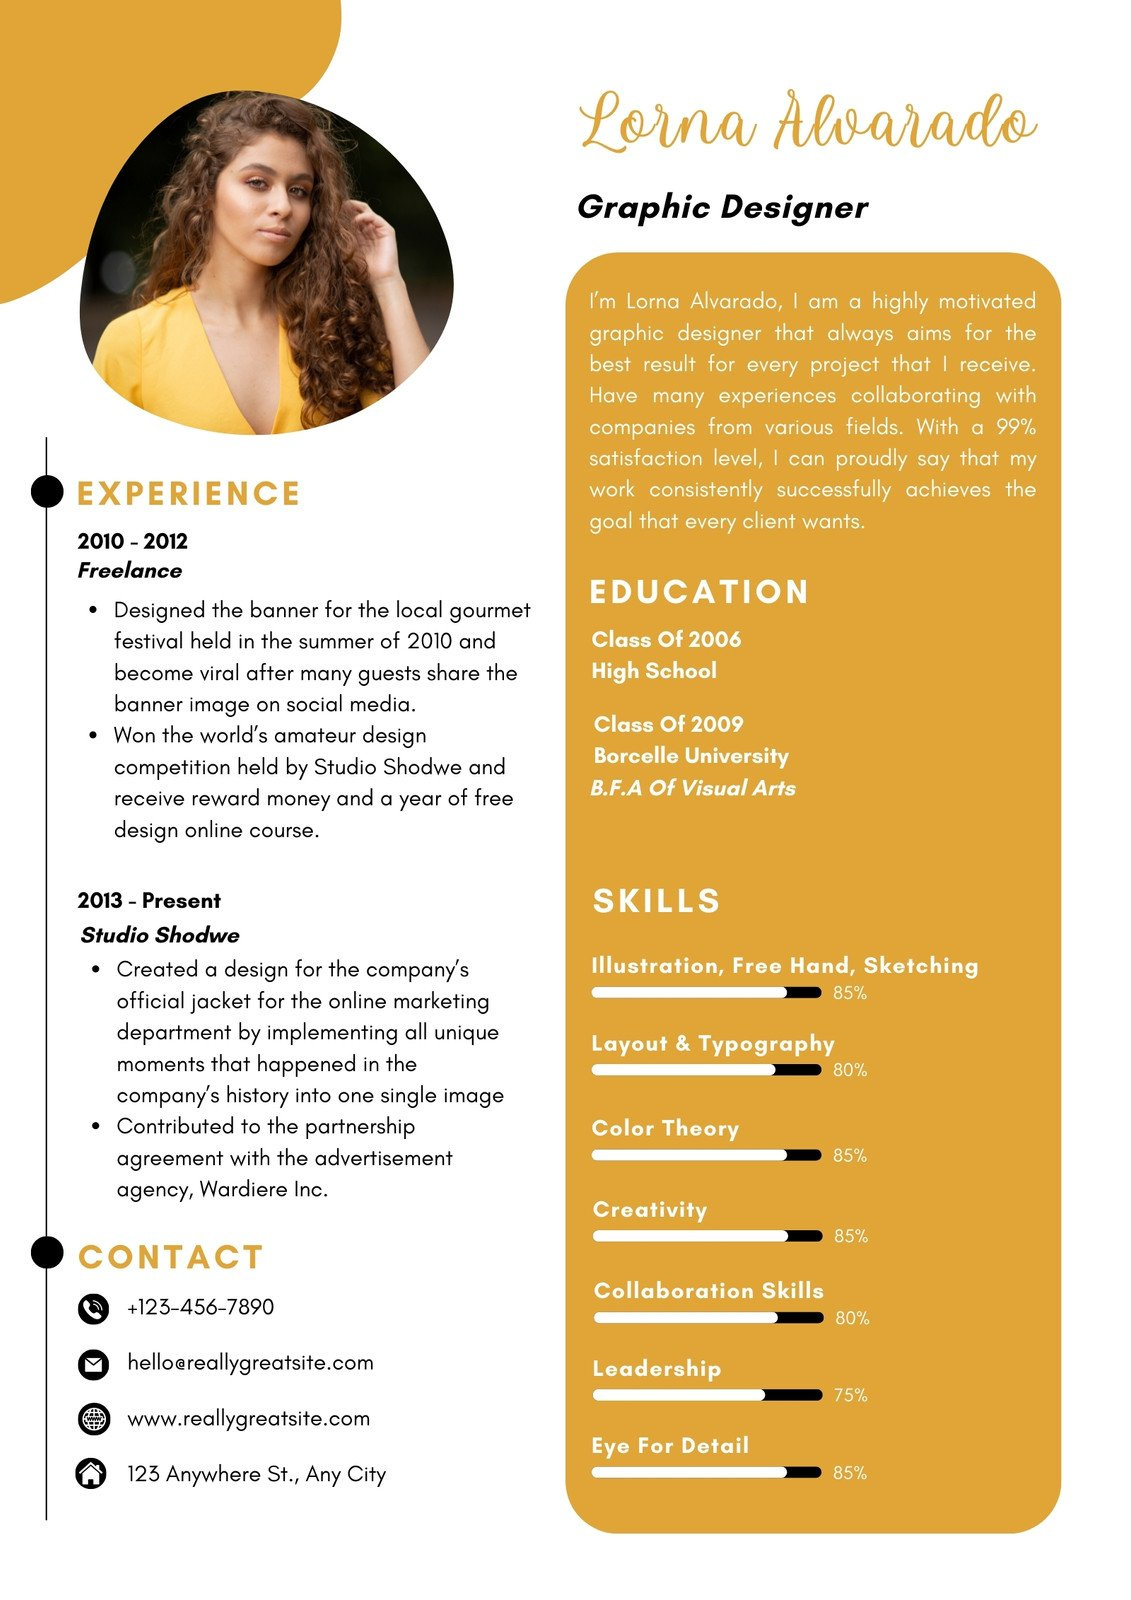 Lorna Alvarado
Graphic Designer
I'm Lorna Alvarado, I am a highly motivated
graphic designer that always aims for the
best result for every project that I receive.
Have many experiences collaborating with
companies from various fields. With a 99%
satisfaction level, I can proudly say that my
work consistently successfully achieves the
goal that every client wants.
EXPERIENCE
2010 - 2012
Freelance
• Designed the banner for the local gourmet
festival held in the summer of 2010 and
become viral after many guests share the
banner image on social media.
• Won the world's amateur design
competition held by Studio Shodwe and
receive reward money and a year of free
design online course.
2013 - Present
Studio Shodwe
• Created a design for the company's
official jacket for the online marketing
department by implementing all unique
moments that happened in the
company's history into one single image
• Contributed to the partnership
agreement with the advertisement
agency, Wardiere Inc.
CONTACT
+123-456-7890
hello@reallygreatsite.com
www.reallygreatsite.com
123 Anywhere St., Any City
EDUCATION
Class Of 2006
High School
Class Of 2009
Borcelle University
B.F.A Of Visual Arts
SKILLS
Illustration, Free Hand, Sketching
85%
Layout & Typography
80%
Color Theory
85%
Creativity
85%
Collaboration Skills
80%
Leadership
75%
Eye For Detail
85%